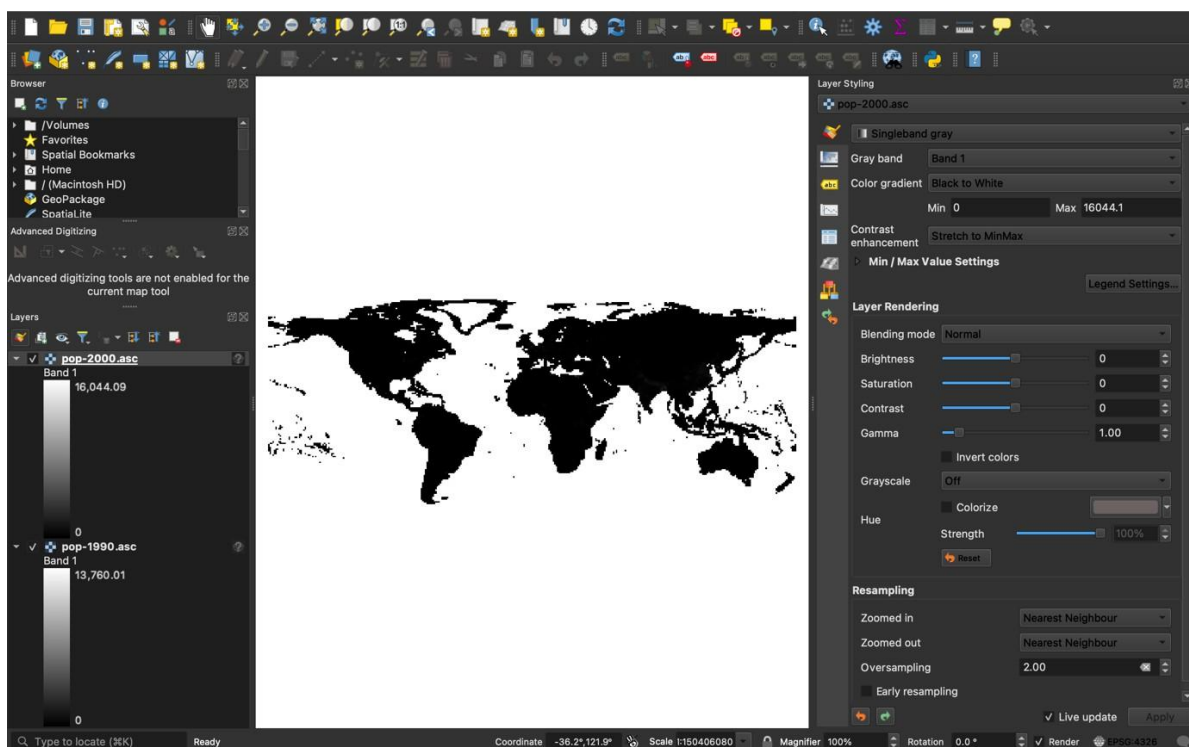 Browser
/Volumes
Favorites
Spatial Bookmarks
Home
/ (Macintosh HD)
GeoPackage
SpatiaLite
Advanced Digitizing
Advanced digitizing tools are not enabled for the
current map tool
Layers
pop-2000.asc
Band 1
16,044.09
0
pop-1990.asc
Band 1
13,760.01
0
Layer Styling
pop-2000.asc
Singleband gray
Gray band Band 1
Color gradient Black to White
Min 0 Max 16044.1
Contrast
enhancement Stretch to MinMax
Min / Max Value Settings
Legend Settings...
Layer Rendering
Blending mode Normal
Brightness 0
Saturation 0
Contrast 0
Gamma 1.00
Invert colors
Grayscale Off
Hue
Colorize
Strength 100%
Reset
Resampling
Zoomed in Nearest Neighbour
Zoomed out Nearest Neighbour
Oversampling 2.00
Early resampling
Live update Apply
Type to locate (⌘K) Ready Coordinate -36.2°,121.9° Scale 1:150406080 Magnifier 100% Rotation 0.0 ° Render EPSG:4326